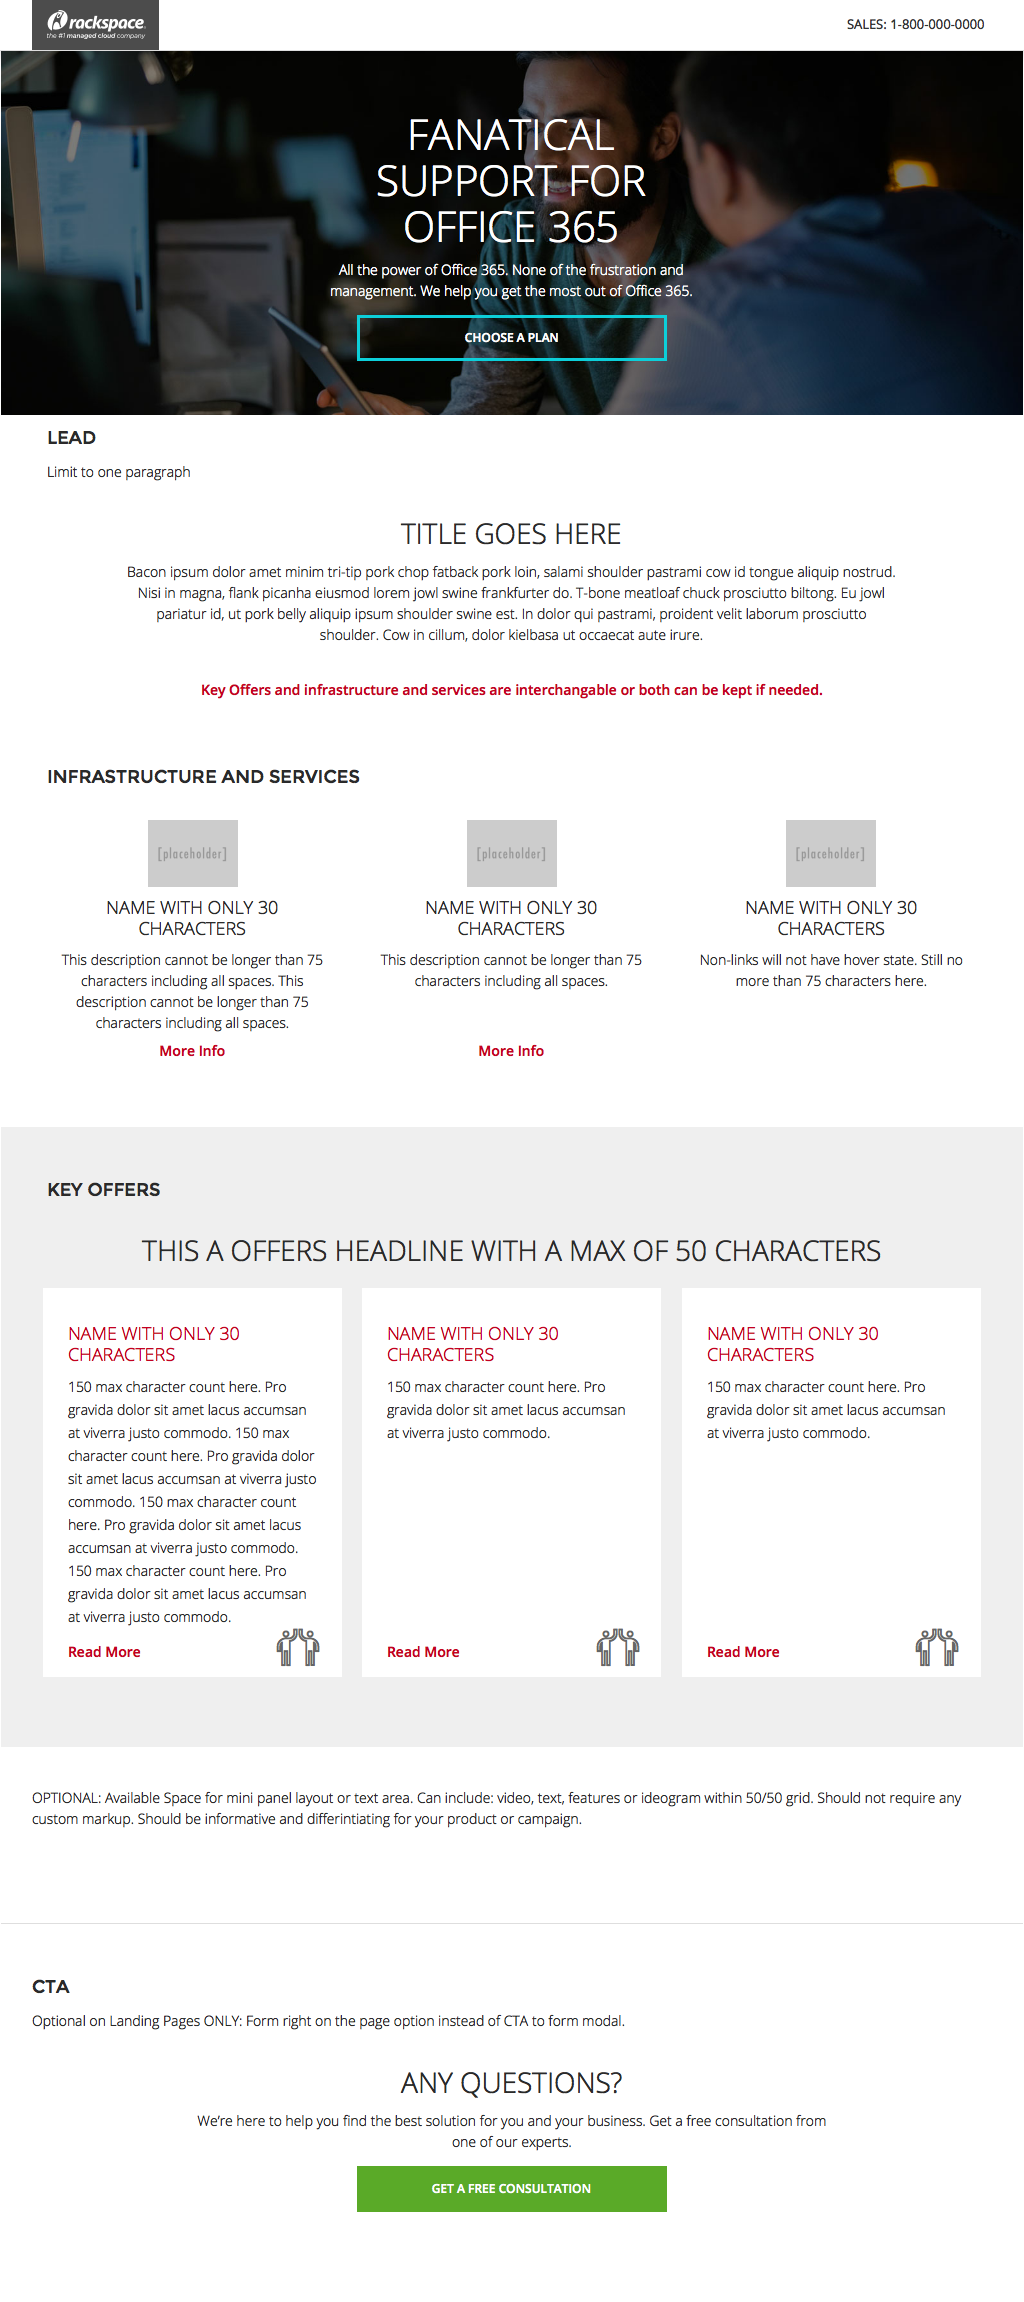 rackspace.
the #1 managed cloud company
SALES: 1-800-000-0000
FANATICAL
SUPPORT FOR
OFFICE 365
All the power of Office 365. None of the frustration and
management. We help you get the most out of Office 365.
CHOOSE A PLAN
LEAD
Limit to one paragraph
TITLE GOES HERE
Bacon ipsum dolor amet minim tri-tip pork chop fatback pork loin, salami shoulder pastrami cow id tongue aliquip nostrud.
Nisi in magna, flank picanha eiusmod lorem jowl swine frankfurter do. T-bone meatloaf chuck prosciutto biltong. Eu jowl
pariatur id, ut pork belly aliquip ipsum shoulder swine est. In dolor qui pastrami, proident velit laborum prosciutto
shoulder. Cow in cillum, dolor kielbasa ut occaecat aute irure.
Key Offers and infrastructure and services are interchangable or both can be kept if needed.
INFRASTRUCTURE AND SERVICES
[placeholder]
NAME WITH ONLY 30
CHARACTERS
This description cannot be longer than 75
characters including all spaces. This
description cannot be longer than 75
characters including all spaces.
More Info
[placeholder]
NAME WITH ONLY 30
CHARACTERS
This description cannot be longer than 75
characters including all spaces.
More Info
[placeholder]
NAME WITH ONLY 30
CHARACTERS
Non-links will not have hover state. Still no
more than 75 characters here.
KEY OFFERS
THIS A OFFERS HEADLINE WITH A MAX OF 50 CHARACTERS
NAME WITH ONLY 30
CHARACTERS
150 max character count here. Pro
gravida dolor sit amet lacus accumsan
at viverra justo commodo. 150 max
character count here. Pro gravida dolor
sit amet lacus accumsan at viverra justo
commodo. 150 max character count
here. Pro gravida dolor sit amet lacus
accumsan at viverra justo commodo.
150 max character count here. Pro
gravida dolor sit amet lacus accumsan
at viverra justo commodo.
Read More
NAME WITH ONLY 30
CHARACTERS
150 max character count here. Pro
gravida dolor sit amet lacus accumsan
at viverra justo commodo.
Read More
NAME WITH ONLY 30
CHARACTERS
150 max character count here. Pro
gravida dolor sit amet lacus accumsan
at viverra justo commodo.
Read More
OPTIONAL: Available Space for mini panel layout or text area. Can include: video, text, features or ideogram within 50/50 grid. Should not require any
custom markup. Should be informative and differintiating for your product or campaign.
CTA
Optional on Landing Pages ONLY: Form right on the page option instead of CTA to form modal.
ANY QUESTIONS?
We’re here to help you find the best solution for you and your business. Get a free consultation from
one of our experts.
GET A FREE CONSULTATION